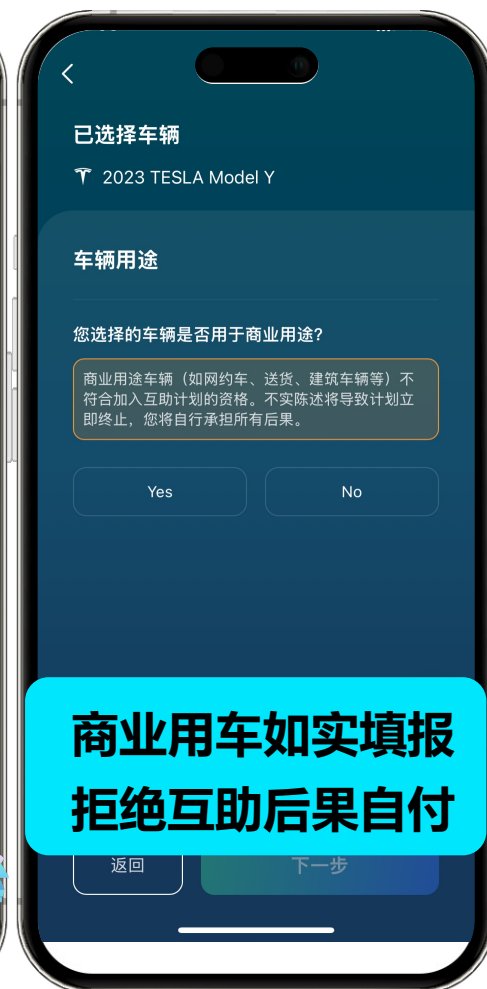 已选择车辆
2023 TESLA Model Y
车辆用途
您选择的车辆是否用于商业用途?
商业用途车辆（如网约车、送货、建筑车辆等）不
符合加入互助计划的资格。不实陈述将导致计划立
即终止，您将自行承担所有后果。
Yes
No
商业用车如实填报
拒绝互助后果自付
返回
下一步